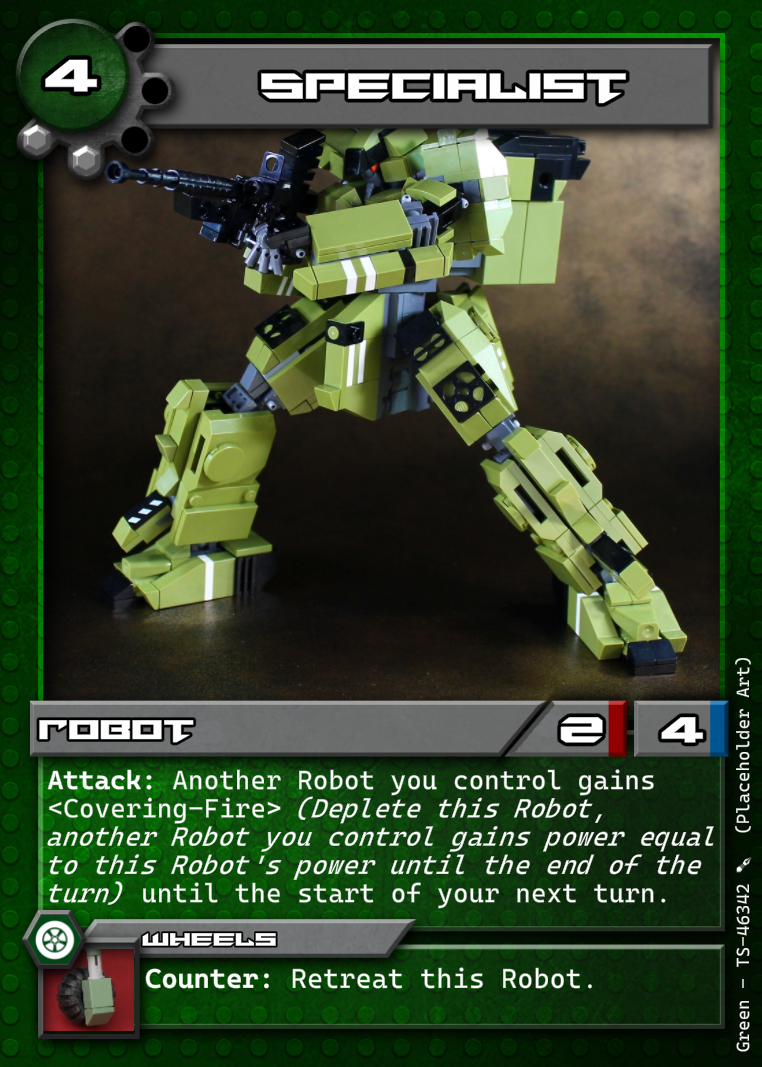 4
SPECIALIST
ROBOT
2
4
Attack: Another Robot you control gains
<Covering-Fire> (Deplete this Robot,
another Robot you control gains power equal
to this Robot's power until the end of the
turn) until the start of your next turn.
WHEELS
Counter: Retreat this Robot.
Green - TS-46342 (Placeholder Art)